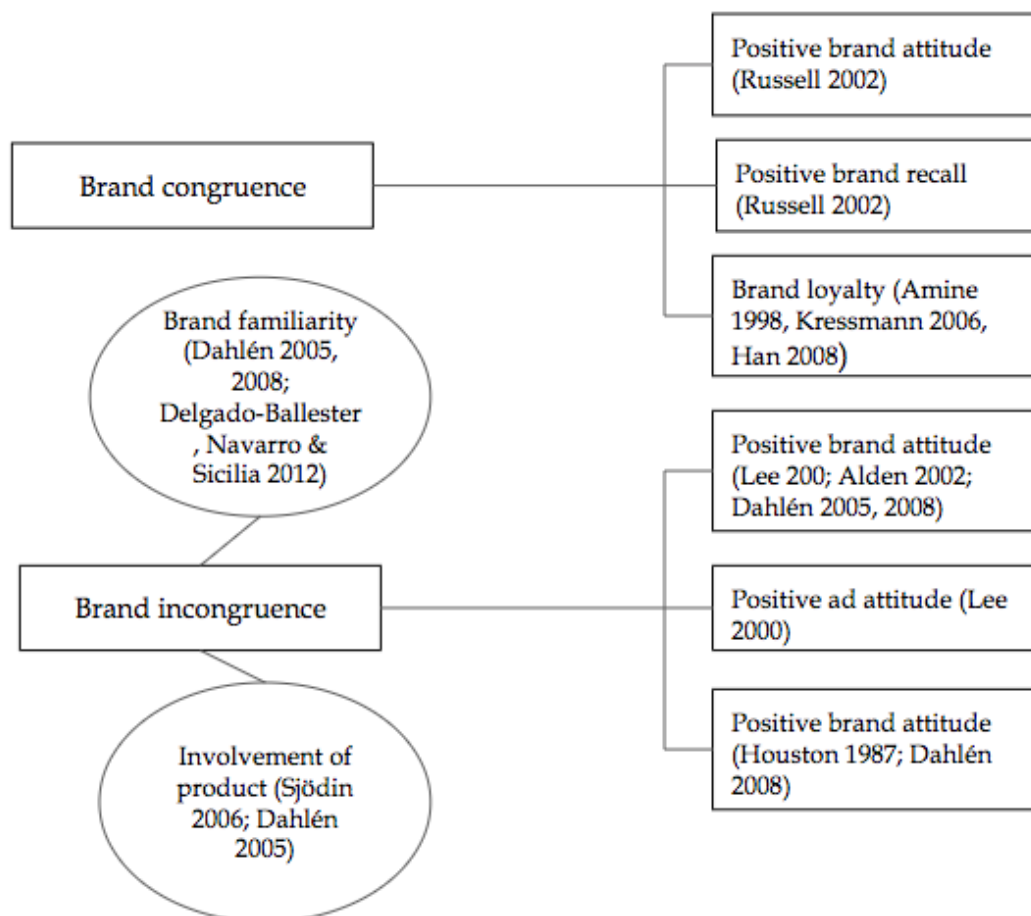 Positive brand attitude
(Russell 2002)
Brand congruence
Positive brand recall
(Russell 2002)
Brand loyalty (Amine
1998, Kressmann 2006,
Han 2008)
Brand familiarity
(Dahlén 2005,
2008;
Delgado-Ballester
, Navarro &
Sicilia 2012)
Positive brand attitude
(Lee 200; Alden 2002;
Dahlén 2005, 2008)
Brand incongruence
Positive ad attitude (Lee
2000)
Involvement of
product (Sjödin
2006; Dahlén
2005)
Positive brand attitude
(Houston 1987; Dahlén
2008)